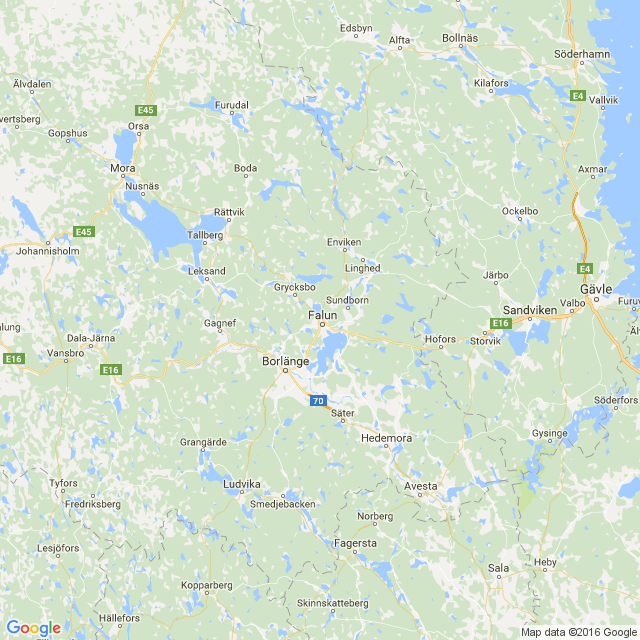 Edsbyn
Alfta
Bollnäs
Söderhamn
Älvdalen
Kilafors
E4
Vallvik
E45
Furudal
vertsberg
Orsa
Gopshus
Mora
Boda
Axmar
Nusnäs
Rättvik
Ockelbo
E45
Tallberg
Enviken
Johannisholm
Linghed
E4
Leksand
Järbo
Grycksbo
Gävle
Sundborn
Valbo
Furuv
Falun
Sandviken
Gagnef
E16
alung
Dala-Järna
Hofors
Storvik
E16
Vansbro
Borlänge
E16
70
Söderfors
Säter
Hedemora
Gysinge
Grangärde
Tyfors
Ludvika
Avesta
Fredriksberg
Smedjebacken
Norberg
Lesjöfors
Fagersta
Heby
Sala
Kopparberg
Skinnskatteberg
Hällefors
Google
Map data ©2016 Google